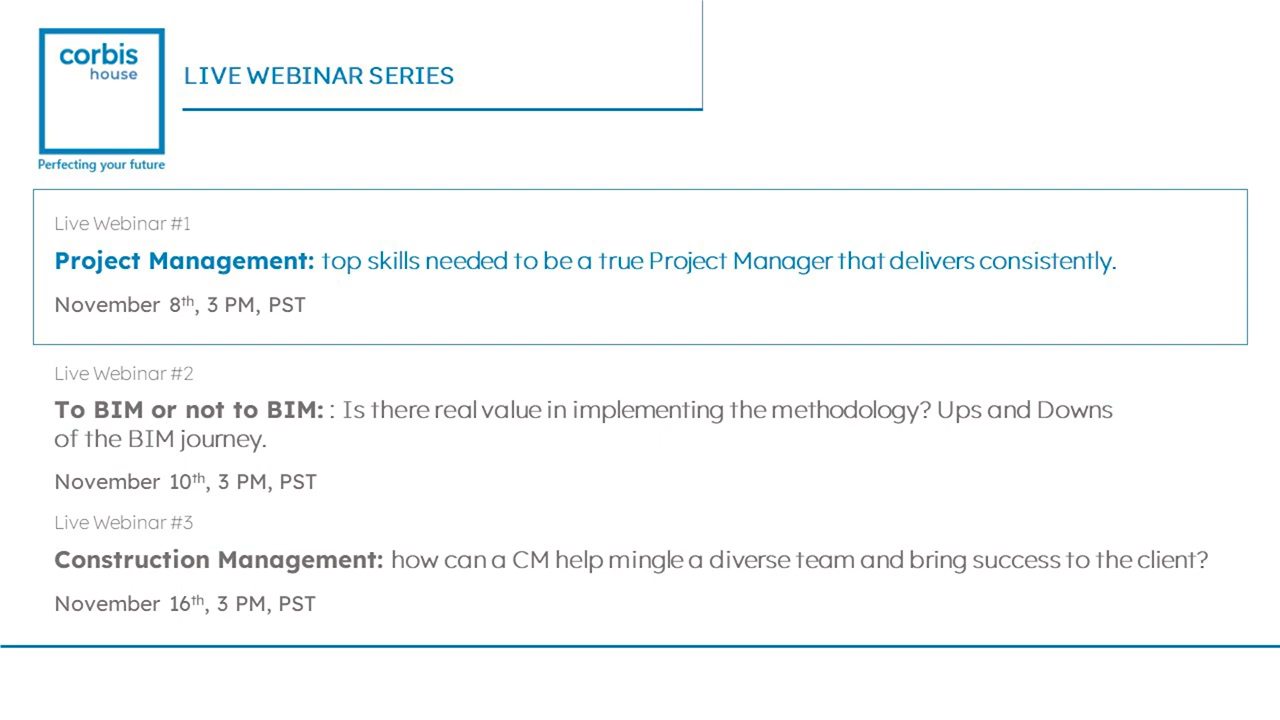 corbis
house
Perfecting your future
LIVE WEBINAR SERIES
Live Webinar #1
Project Management: top skills needed to be a true Project Manager that delivers consistently.
November 8th, 3 PM, PST
Live Webinar #2
To BIM or not to BIM: : Is there real value in implementing the methodology? Ups and Downs
of the BIM journey.
November 10th, 3 PM, PST
Live Webinar #3
Construction Management: how can a CM help mingle a diverse team and bring success to the client?
November 16th, 3 PM, PST